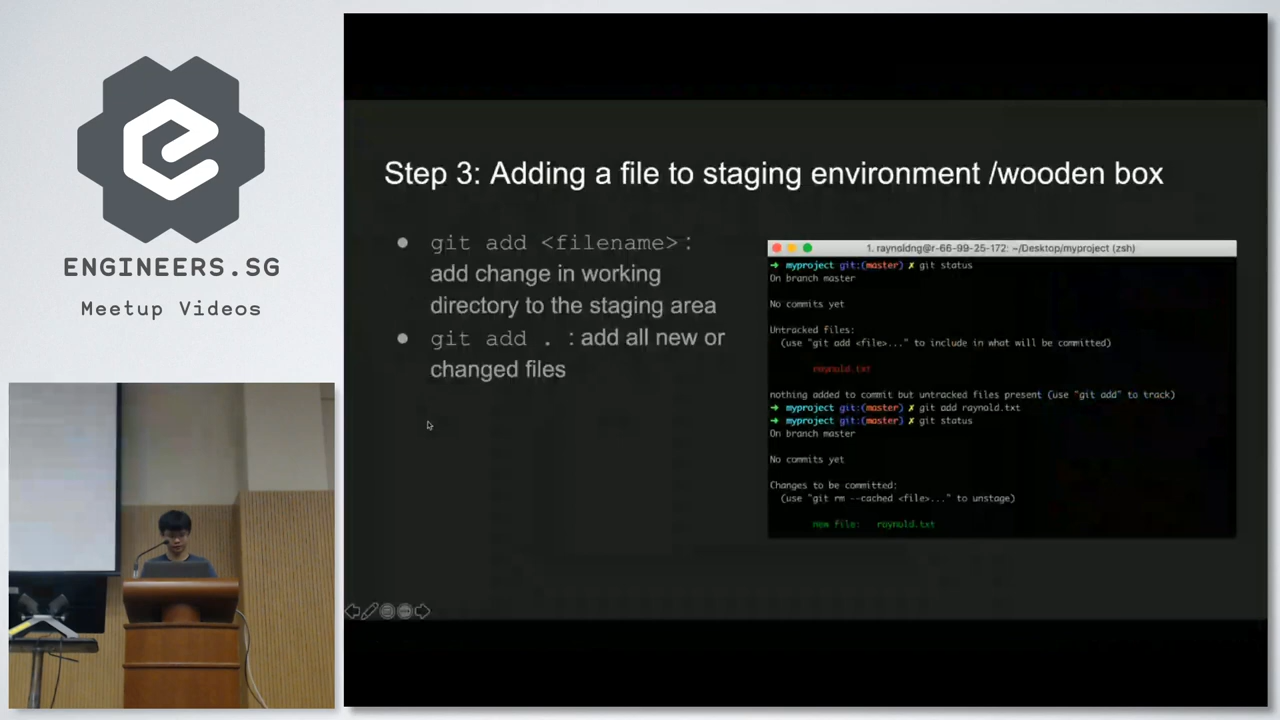 ENGINEERS.SG
Meetup Videos
Step 3: Adding a file to staging environment /wooden box
● git add <filename>:
add change in working
directory to the staging area
● git add . : add all new or
changed files
1. raynoldng@r-66-99-25-172: ~/Desktop/myproject (zsh)
➜ myproject git:(master) ✗ git status
On branch master
No commits yet
Untracked files:
(use "git add <file>..." to include in what will be committed)
raynold.txt
nothing added to commit but untracked files present (use "git add" to track)
➜ myproject git:(master) ✗ git add raynold.txt
➜ myproject git:(master) ✗ git status
On branch master
No commits yet
Changes to be committed:
(use "git rm --cached <file>..." to unstage)
new file: raynold.txt